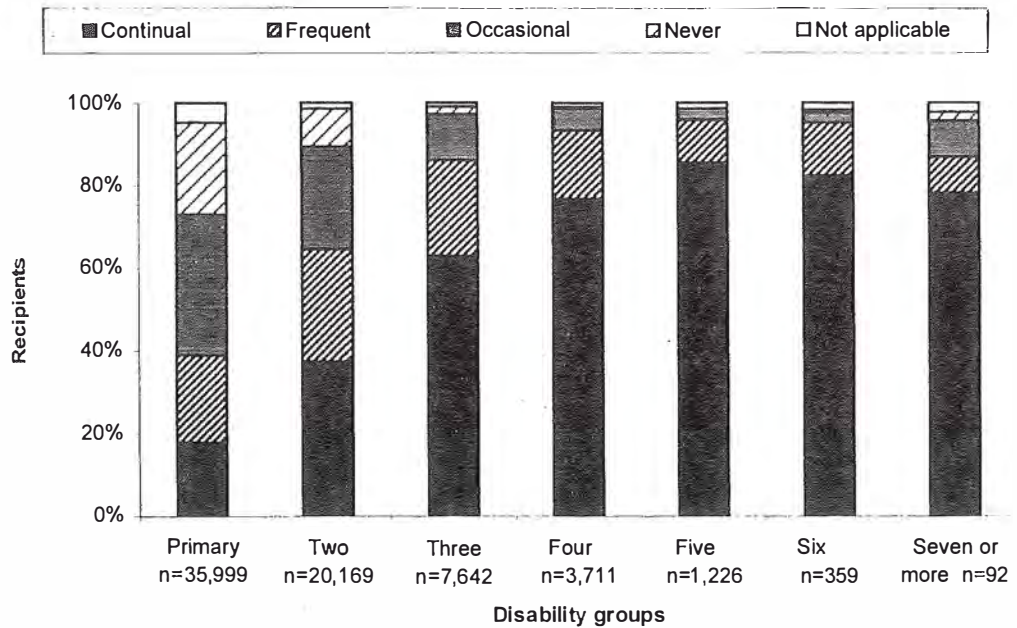 Continual Frequent Occasional Never Not applicable
100%
80%
60%
40%
20%
0%
Recipients
Primary Two Three Four Five Six Seven or
n=35,999 n=20,169 n=7,642 n=3,711 n=1,226 n=359 more n=92
Disability groups